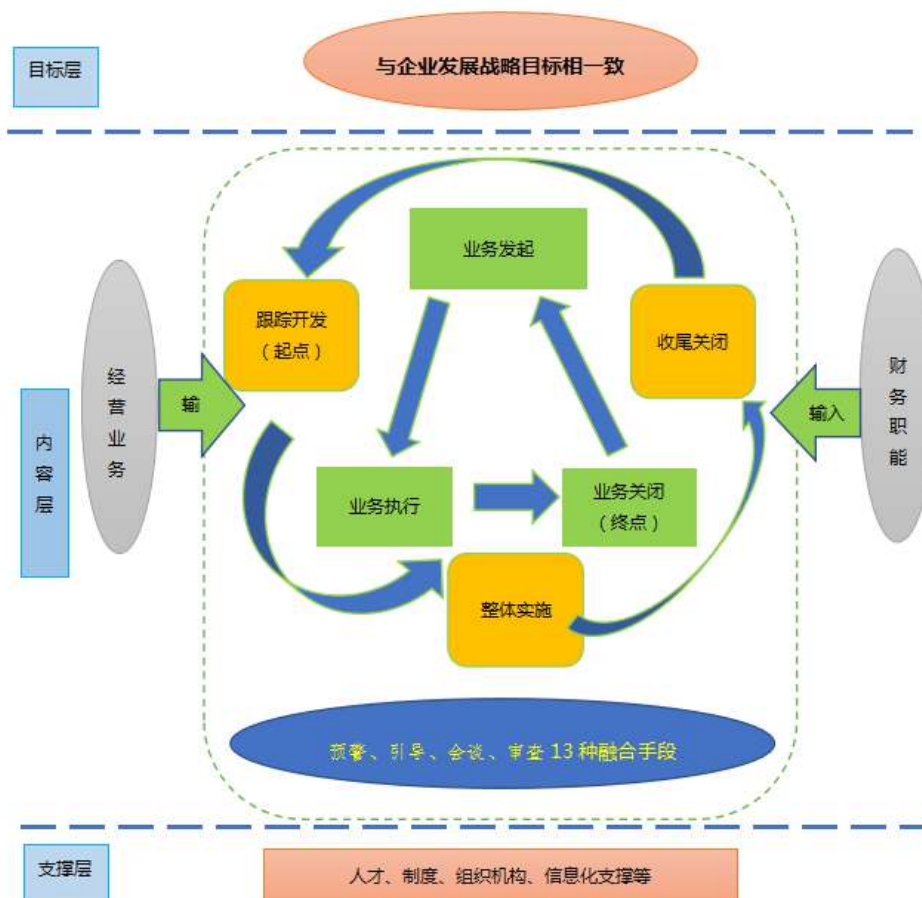 目标层
与企业发展战略目标相一致
业务发起
跟踪开发
（起点）
收尾关闭
经营业务
输
输入
财务职能
内容层
业务执行
业务关闭
（终点）
整体实施
预警、引导、会谈、审查 13 种融合手段
支撑层
人才、制度、组织机构、信息化支撑等